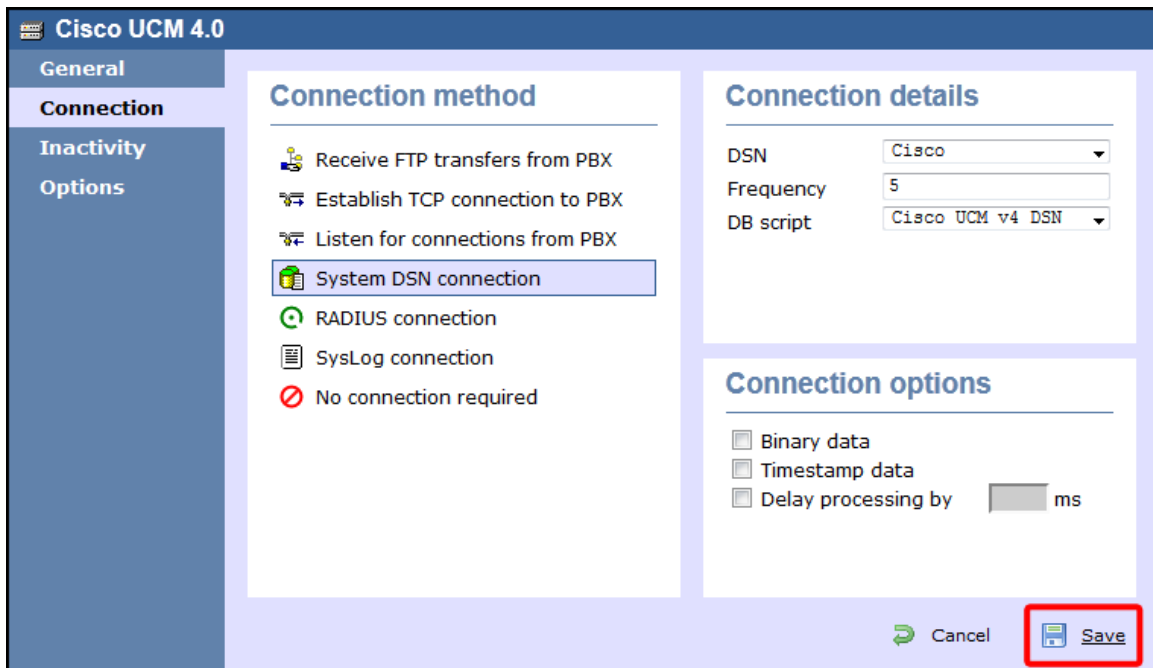 Cisco UCM 4.0
General
Connection
Inactivity
Options
Connection method
Receive FTP transfers from PBX
Establish TCP connection to PBX
Listen for connections from PBX
System DSN connection
RADIUS connection
SysLog connection
No connection required
Connection details
DSN Cisco
Frequency 5
DB script Cisco UCM v4 DSN
Connection options
Binary data
Timestamp data
Delay processing by ms
Cancel Save